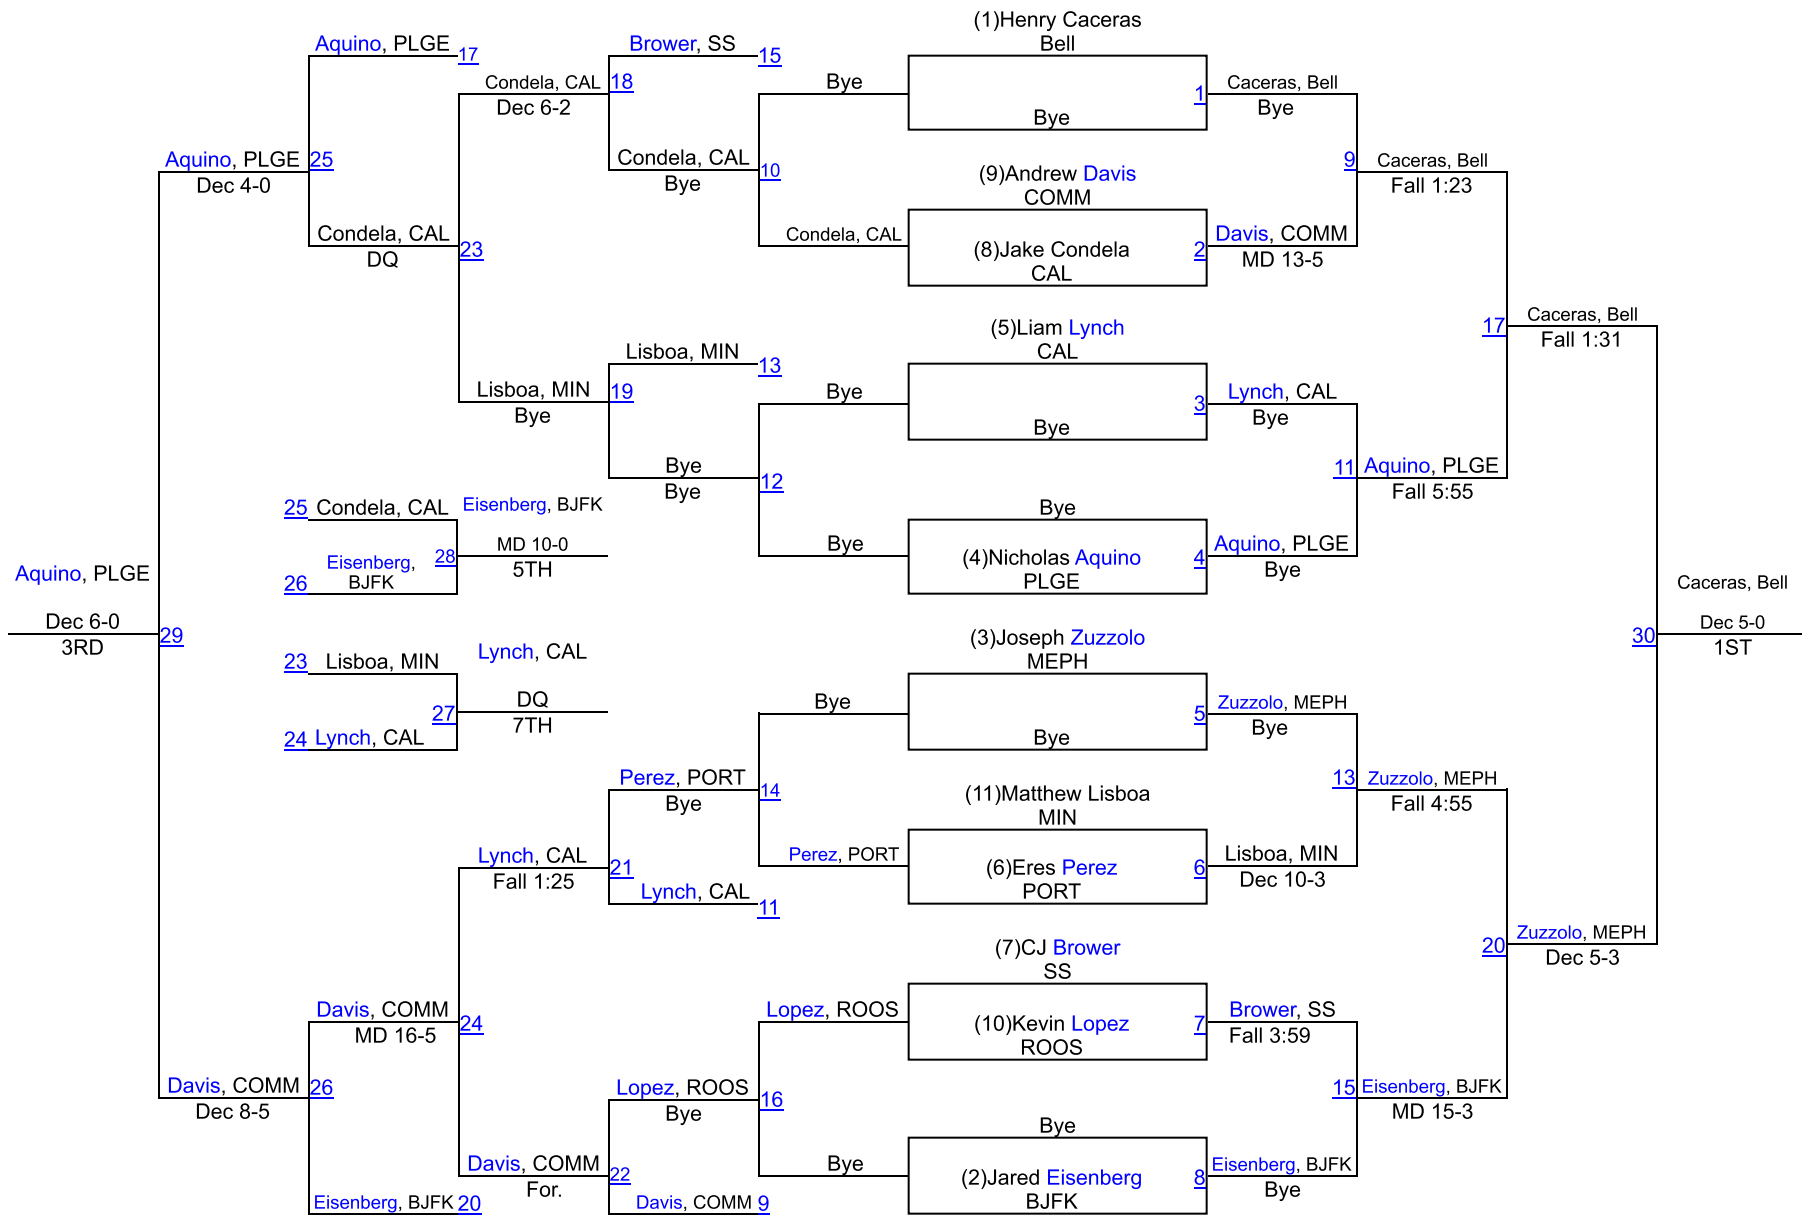 (1)Henry Caceras
Bell
Aquino, PLGE
17
Brower, SS
15
Condela, CAL
18
Dec 6-2
Bye
1
Caceras, Bell
Bye
Bye
Aquino, PLGE
25
Dec 4-0
Condela, CAL
10
Bye
(9)Andrew Davis
COMM
9
Caceras, Bell
Fall 1:23
Condela, CAL
23
DQ
Condela, CAL
(8)Jake Condela
CAL
2
Davis, COMM
MD 13-5
(5)Liam Lynch
CAL
17
Caceras, Bell
Fall 1:31
Lisboa, MIN
13
Lisboa, MIN
19
Bye
Bye
3
Lynch, CAL
Bye
Bye
Bye
12
Bye
11
Aquino, PLGE
Fall 5:55
25
Condela, CAL
Eisenberg, BJFK
Bye
Eisenberg,
BJFK
26
28
MD 10-0
5TH
Bye
(4)Nicholas Aquino
PLGE
4
Aquino, PLGE
Bye
Aquino, PLGE
Dec 6-0
3RD
29
Caceras, Bell
30
Dec 5-0
1ST
(3)Joseph Zuzzolo
MEPH
23
Lisboa, MIN
Lynch, CAL
27
DQ
7TH
24
Lynch, CAL
Bye
5
Zuzzolo, MEPH
Bye
Bye
Perez, PORT
14
Bye
(11)Matthew Lisboa
MIN
13
Zuzzolo, MEPH
Fall 4:55
Lynch, CAL
21
Fall 1:25
Perez, PORT
(6)Eres Perez
PORT
6
Lisboa, MIN
Dec 10-3
Lynch, CAL
11
(7)CJ Brower
SS
20
Zuzzolo, MEPH
Dec 5-3
Davis, COMM
24
MD 16-5
Lopez, ROOS
(10)Kevin Lopez
ROOS
7
Brower, SS
Fall 3:59
Davis, COMM
26
Dec 8-5
Lopez, ROOS
16
Bye
15
Eisenberg, BJFK
MD 15-3
Bye
Davis, COMM
22
For.
Bye
(2)Jared Eisenberg
BJFK
8
Eisenberg, BJFK
Bye
Eisenberg, BJFK
20
Davis, COMM
9